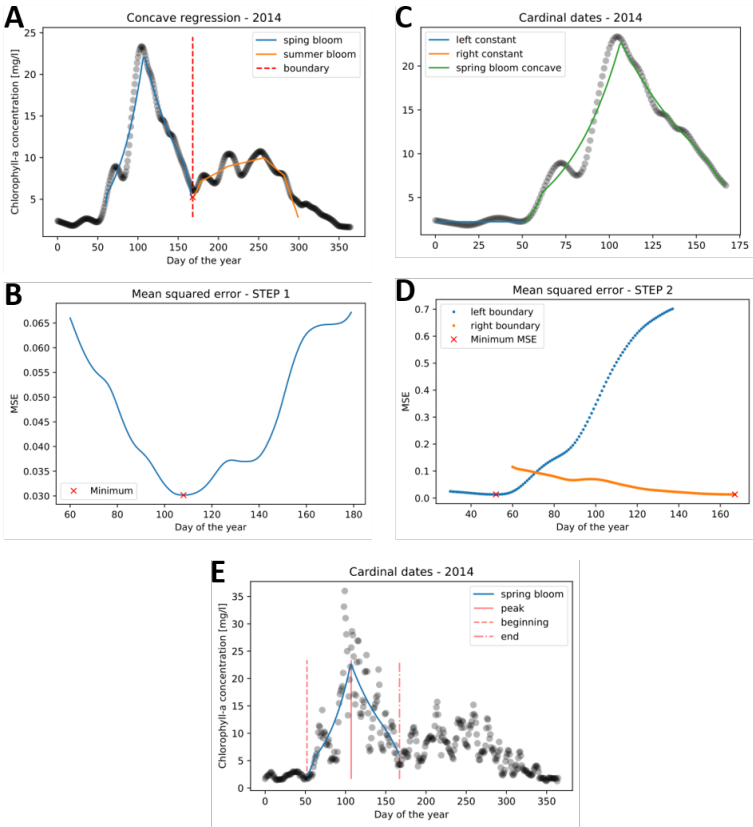 A
Concave regression - 2014
sping bloom
summer bloom
boundary
Chlorophyll-a concentration [mg/l]
25
20
15
10
5
0 50 100 150 200 250 300 350
Day of the year
C
Cardinal dates - 2014
left constant
right constant
spring bloom concave
20
15
10
5
0 25 50 75 100 125 150 175
B
Mean squared error - STEP 1
MSE
0.065
0.060
0.055
0.050
0.045
0.040
0.035
0.030
Minimum
60 80 100 120 140 160 180
Day of the year
D
Mean squared error - STEP 2
left boundary
right boundary
Minimum MSE
MSE
0.7
0.6
0.5
0.4
0.3
0.2
0.1
0.0
40 60 80 100 120 140 160
Day of the year
E
Cardinal dates - 2014
spring bloom
peak
beginning
end
Chlorophyll-a concentration [mg/l]
35
30
25
20
15
10
5
0
0 50 100 150 200 250 300 350
Day of the year